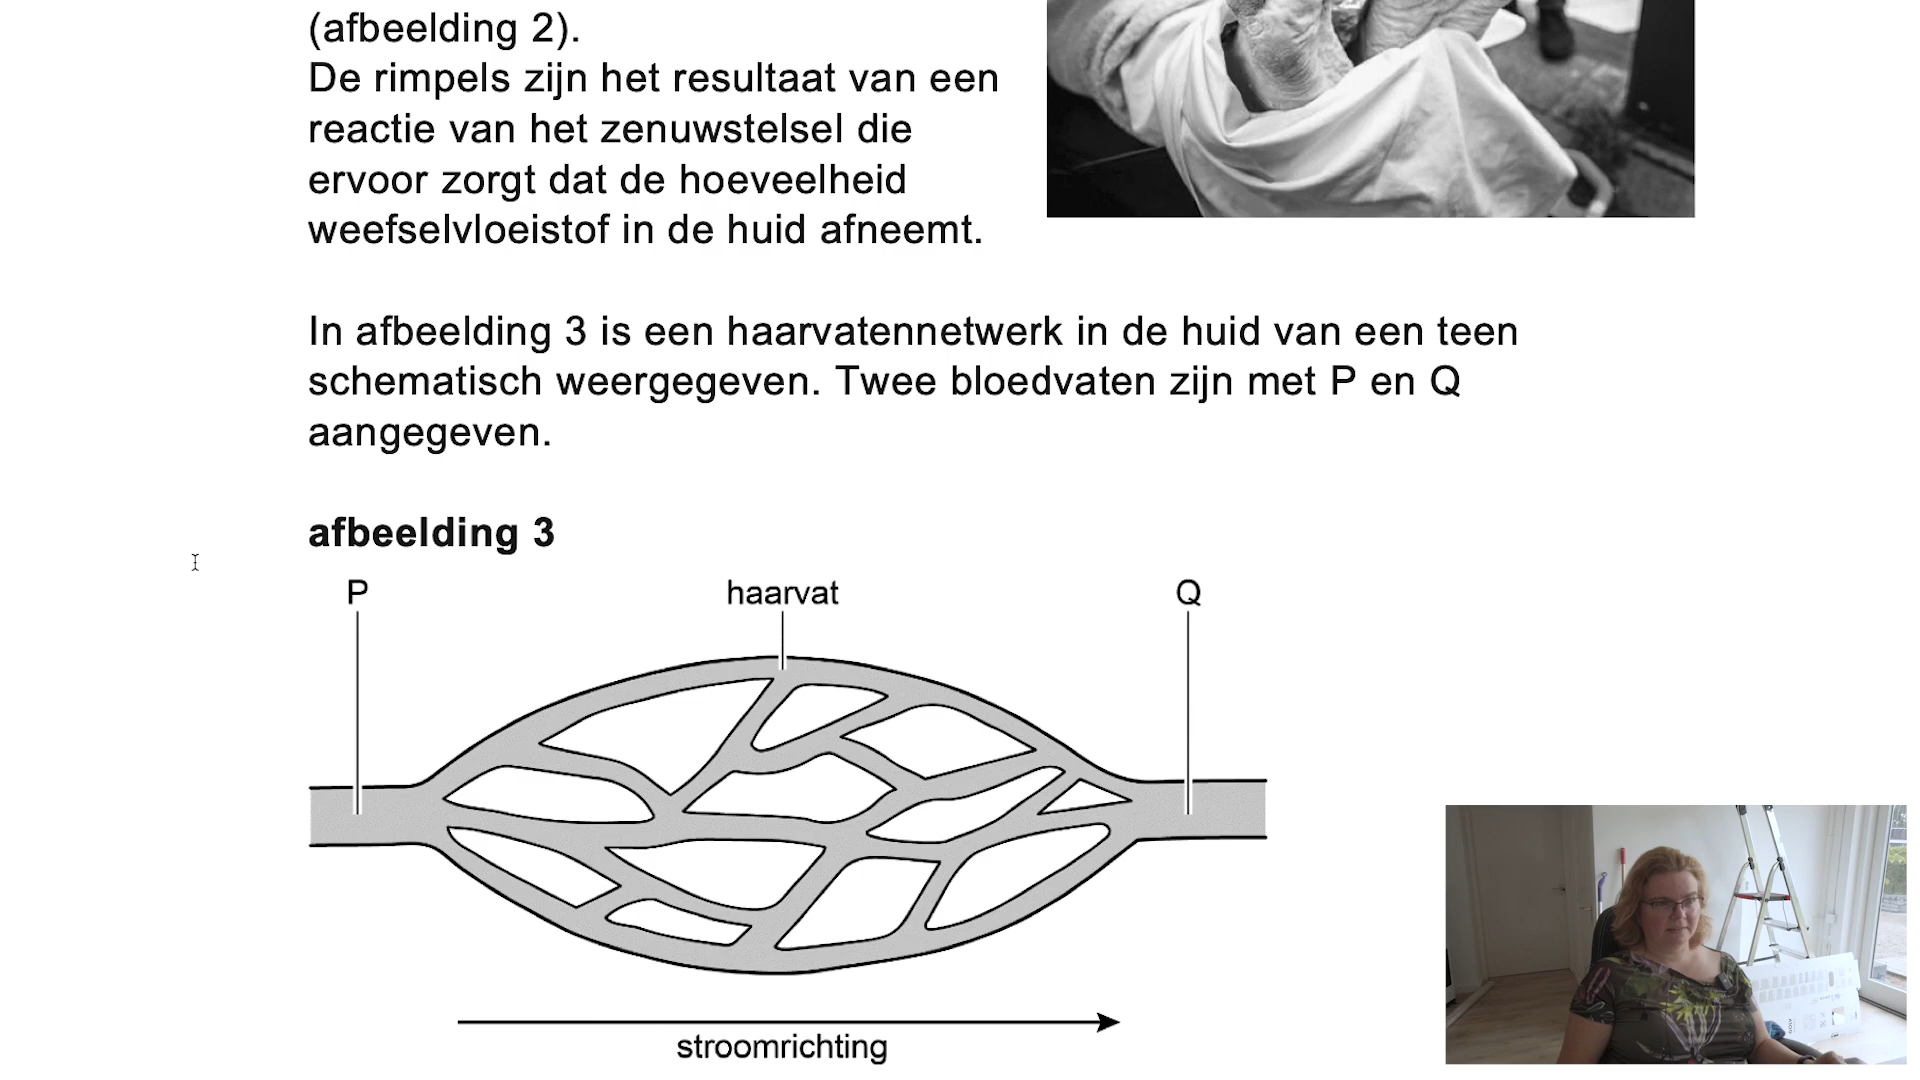 (afbeelding 2).
De rimpels zijn het resultaat van een
reactie van het zenuwstelsel die
ervoor zorgt dat de hoeveelheid
weefselvloeistof in de huid afneemt.
In afbeelding 3 is een haarvatennetwerk in de huid van een teen
schematisch weergegeven. Twee bloedvaten zijn met P en Q
aangegeven.
afbeelding 3
P
haarvat
Q
stroomrichting